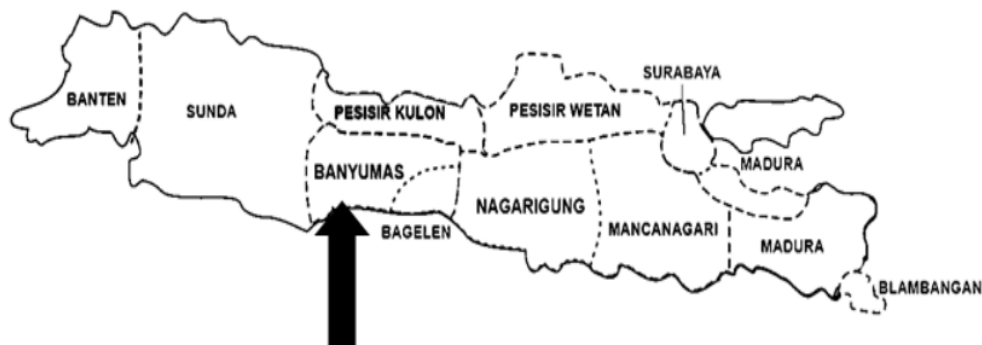 SURABAYA
BANTEN
SUNDA
PESISIR KULON
PESISIR WETAN
MADURA
BANYUMAS
NAGARIGUNG
BAGELEN
MANCANAGARI
MADURA
BLAMBANGAN